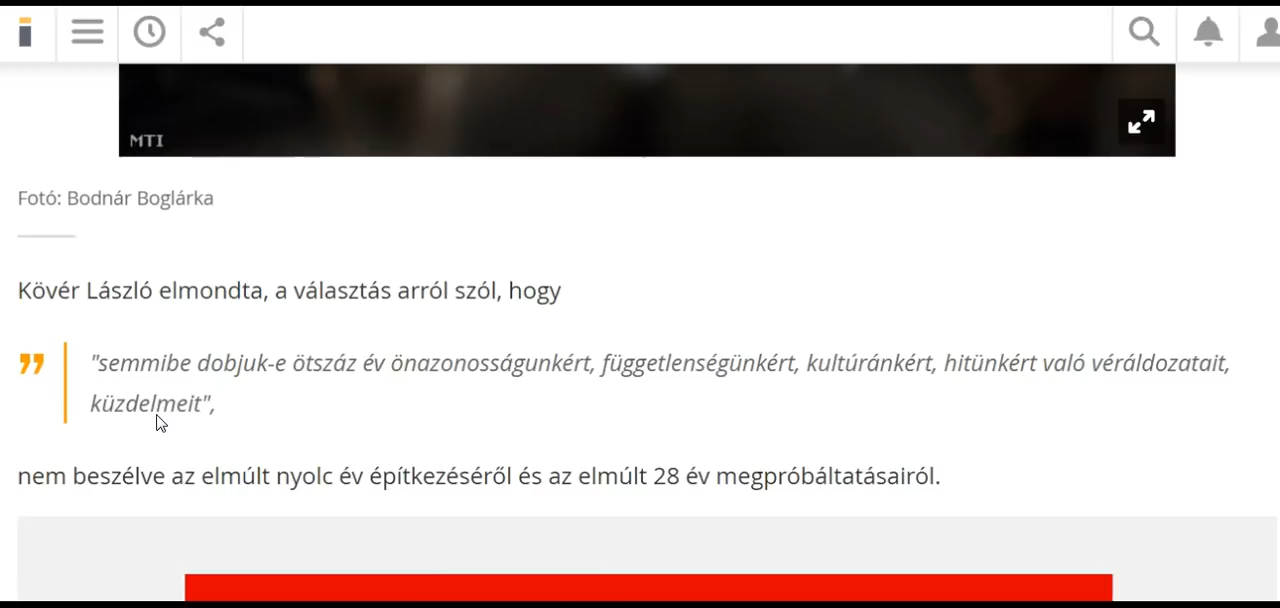 MTI
Fotó: Bodnár Boglárka
Kövér László elmondta, a választás arról szól, hogy
"semmibe dobjuk-e ötszáz év önazonosságunkért, függetlenségünkért, kultúránkért, hitünkért való véráldozatait,
küzdelmeit",
nem beszélve az elmúlt nyolc év építkezéséről és az elmúlt 28 év megpróbáltatásairól.